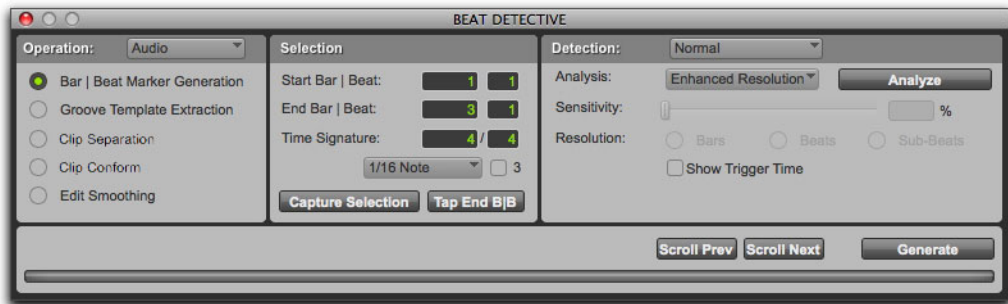 BEAT DETECTIVE
Operation: Audio
Bar | Beat Marker Generation
Groove Template Extraction
Clip Separation
Clip Conform
Edit Smoothing
Selection
Start Bar | Beat: 1 1
End Bar | Beat: 3 1
Time Signature: 4 / 4
1/16 Note 3
Capture Selection Tap End B|B
Detection: Normal
Analysis: Enhanced Resolution Analyze
Sensitivity: %
Resolution: Bars Beats Sub-Beats
Show Trigger Time
Scroll Prev Scroll Next Generate